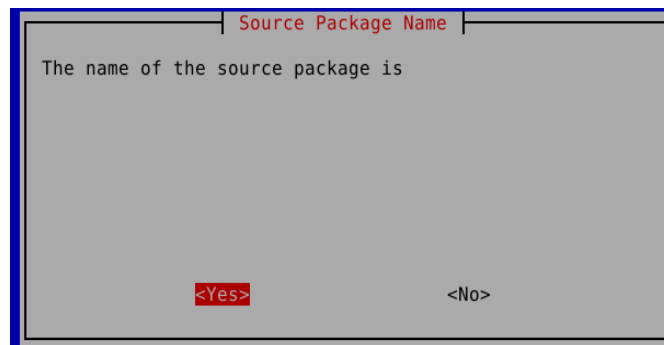 Source Package Name
The name of the source package is
<Yes> <No>